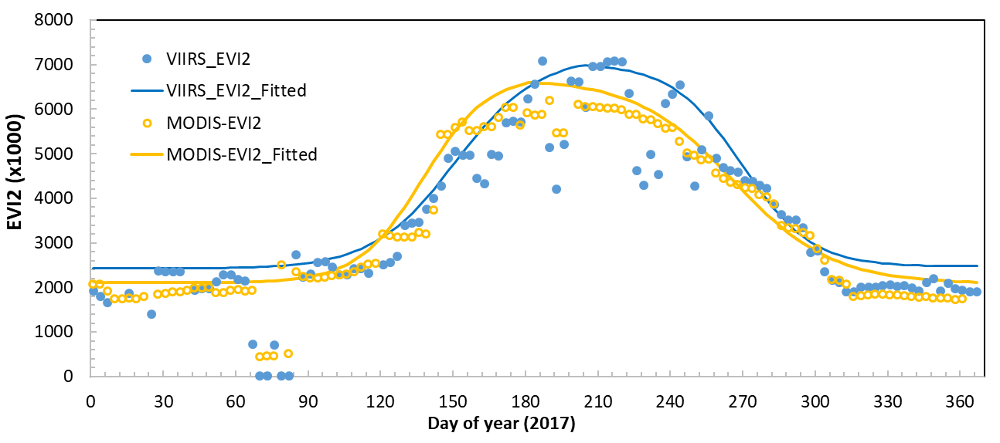 8000
7000
6000
5000
4000
3000
2000
1000
0
EVI2 (x1000)
VIIRS_EVI2
VIIRS_EVI2_Fitted
MODIS-EVI2
MODIS-EVI2_Fitted
0 30 60 90 120 150 180 210 240 270 300 330 360
Day of year (2017)